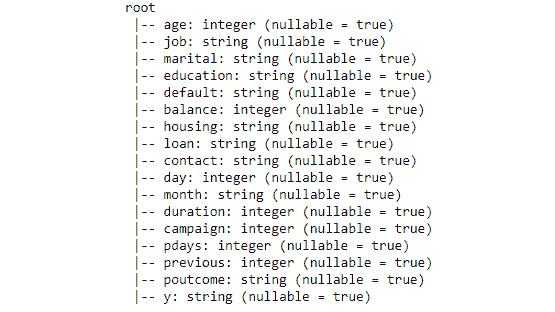 root
|-- age: integer (nullable = true)
|-- job: string (nullable = true)
|-- marital: string (nullable = true)
|-- education: string (nullable = true)
|-- default: string (nullable = true)
|-- balance: integer (nullable = true)
|-- housing: string (nullable = true)
|-- loan: string (nullable = true)
|-- contact: string (nullable = true)
|-- day: integer (nullable = true)
|-- month: string (nullable = true)
|-- duration: integer (nullable = true)
|-- campaign: integer (nullable = true)
|-- pdays: integer (nullable = true)
|-- previous: integer (nullable = true)
|-- poutcome: string (nullable = true)
|-- y: string (nullable = true)